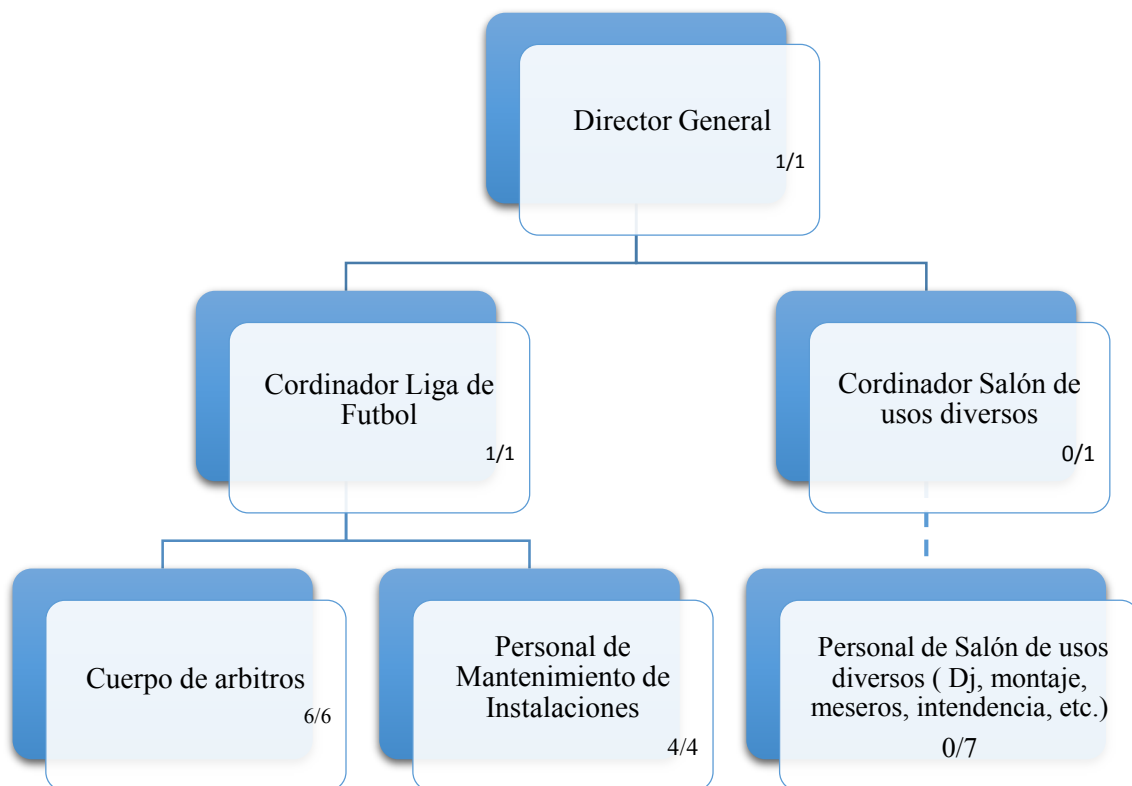 Director General
1/1
Cordinador Liga de
Futbol
1/1
Cordinador Salón de
usos diversos
0/1
Cuerpo de arbitros
6/6
Personal de
Mantenimiento de
Instalaciones
4/4
Personal de Salón de usos
diversos ( Dj, montaje,
meseros, intendencia, etc.)
0/7